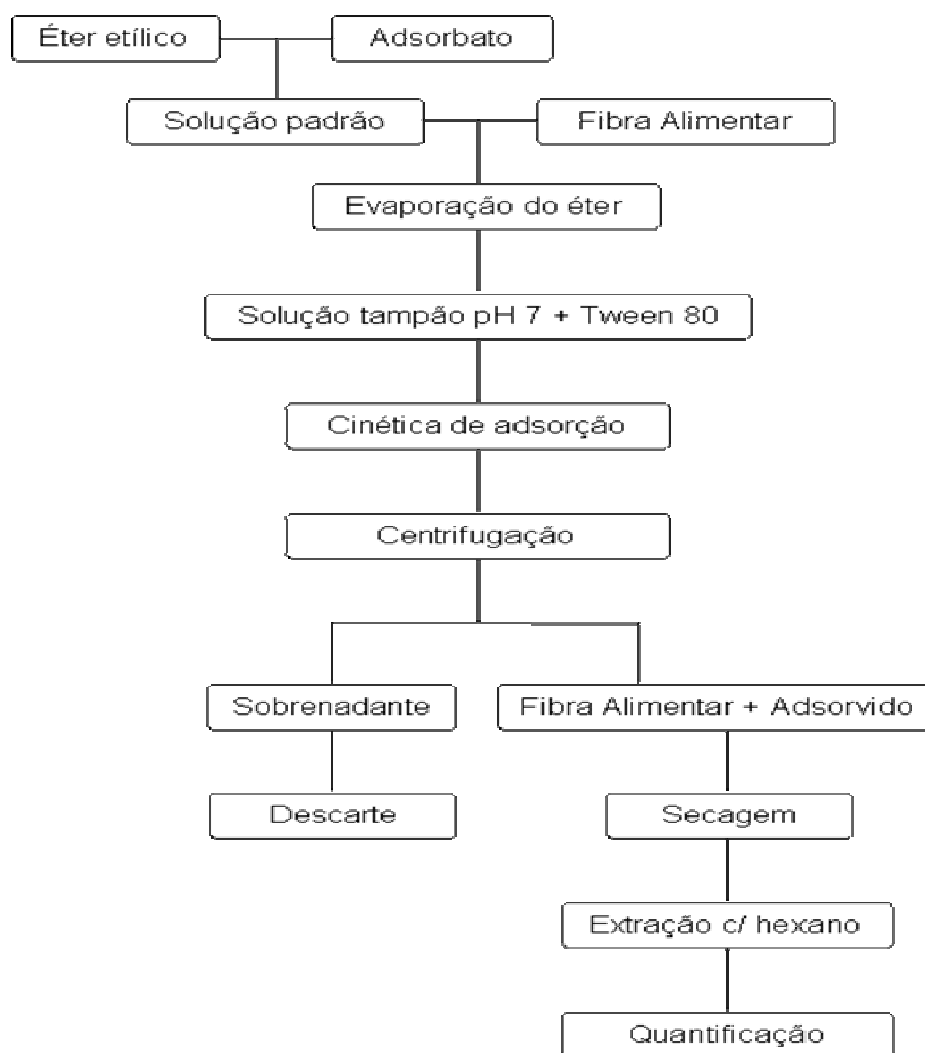 Éter etílico
Adsorbato
Solução padrão
Fibra Alimentar
Evaporação do éter
Solução tampão pH 7 + Tween 80
Cinética de adsorção
Centrifugação
Sobrenadante
Fibra Alimentar + Adsorvido
Descarte
Secagem
Extração c/ hexano
Quantificação